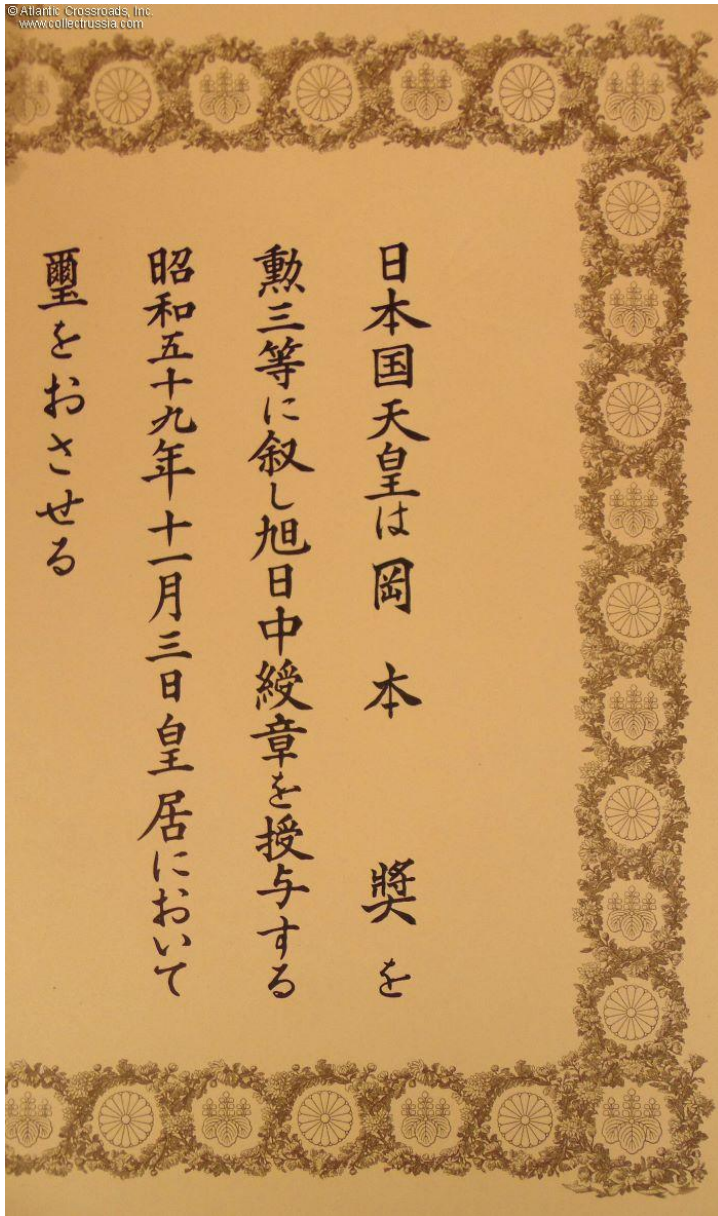 © Atlantic Crossroads, Inc.
www.collectrussia.com
日本国天皇は岡本奨を
勲三等に叙し旭日中綬章を授与する
昭和五十九年十一月三日皇居において
璽をおさせる